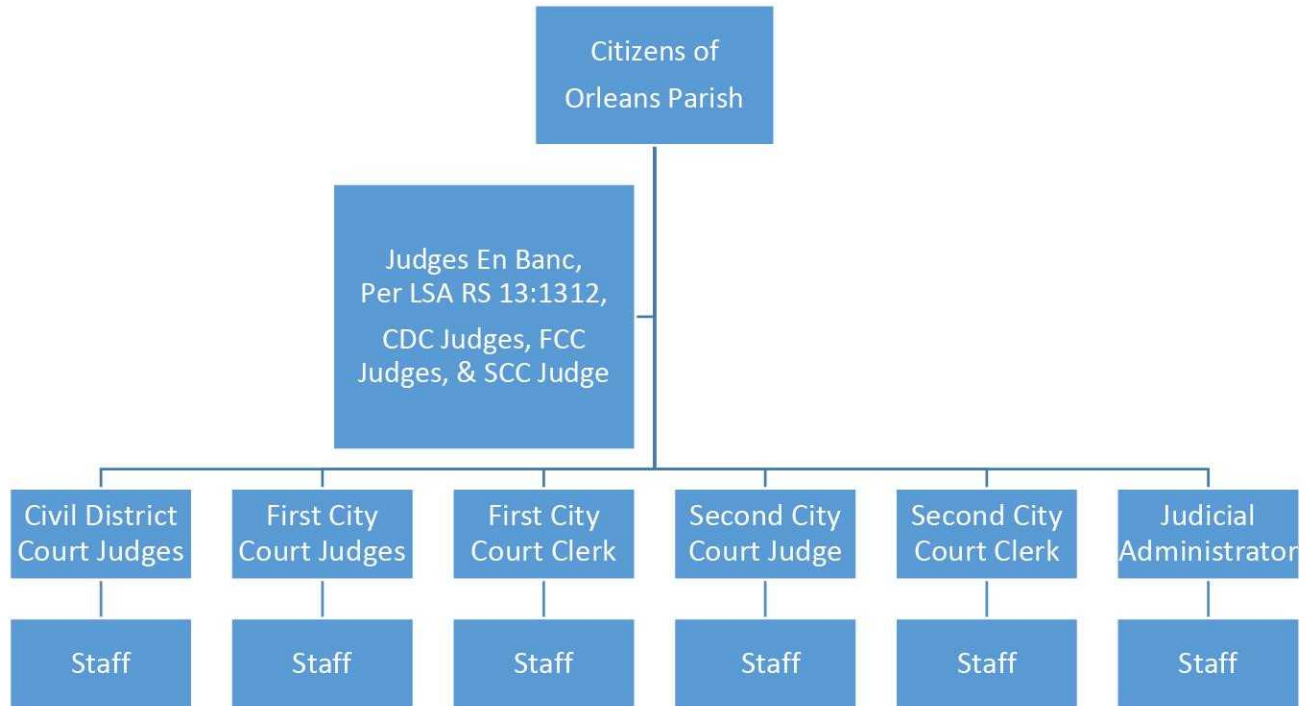 Citizens of
Orleans Parish
Judges En Banc,
Per LSA RS 13:1312,
CDC Judges, FCC
Judges, & SCC Judge
Civil District
Court Judges
First City
Court Judges
First City
Court Clerk
Second City
Court Judge
Second City
Court Clerk
Judicial
Administrator
Staff
Staff
Staff
Staff
Staff
Staff